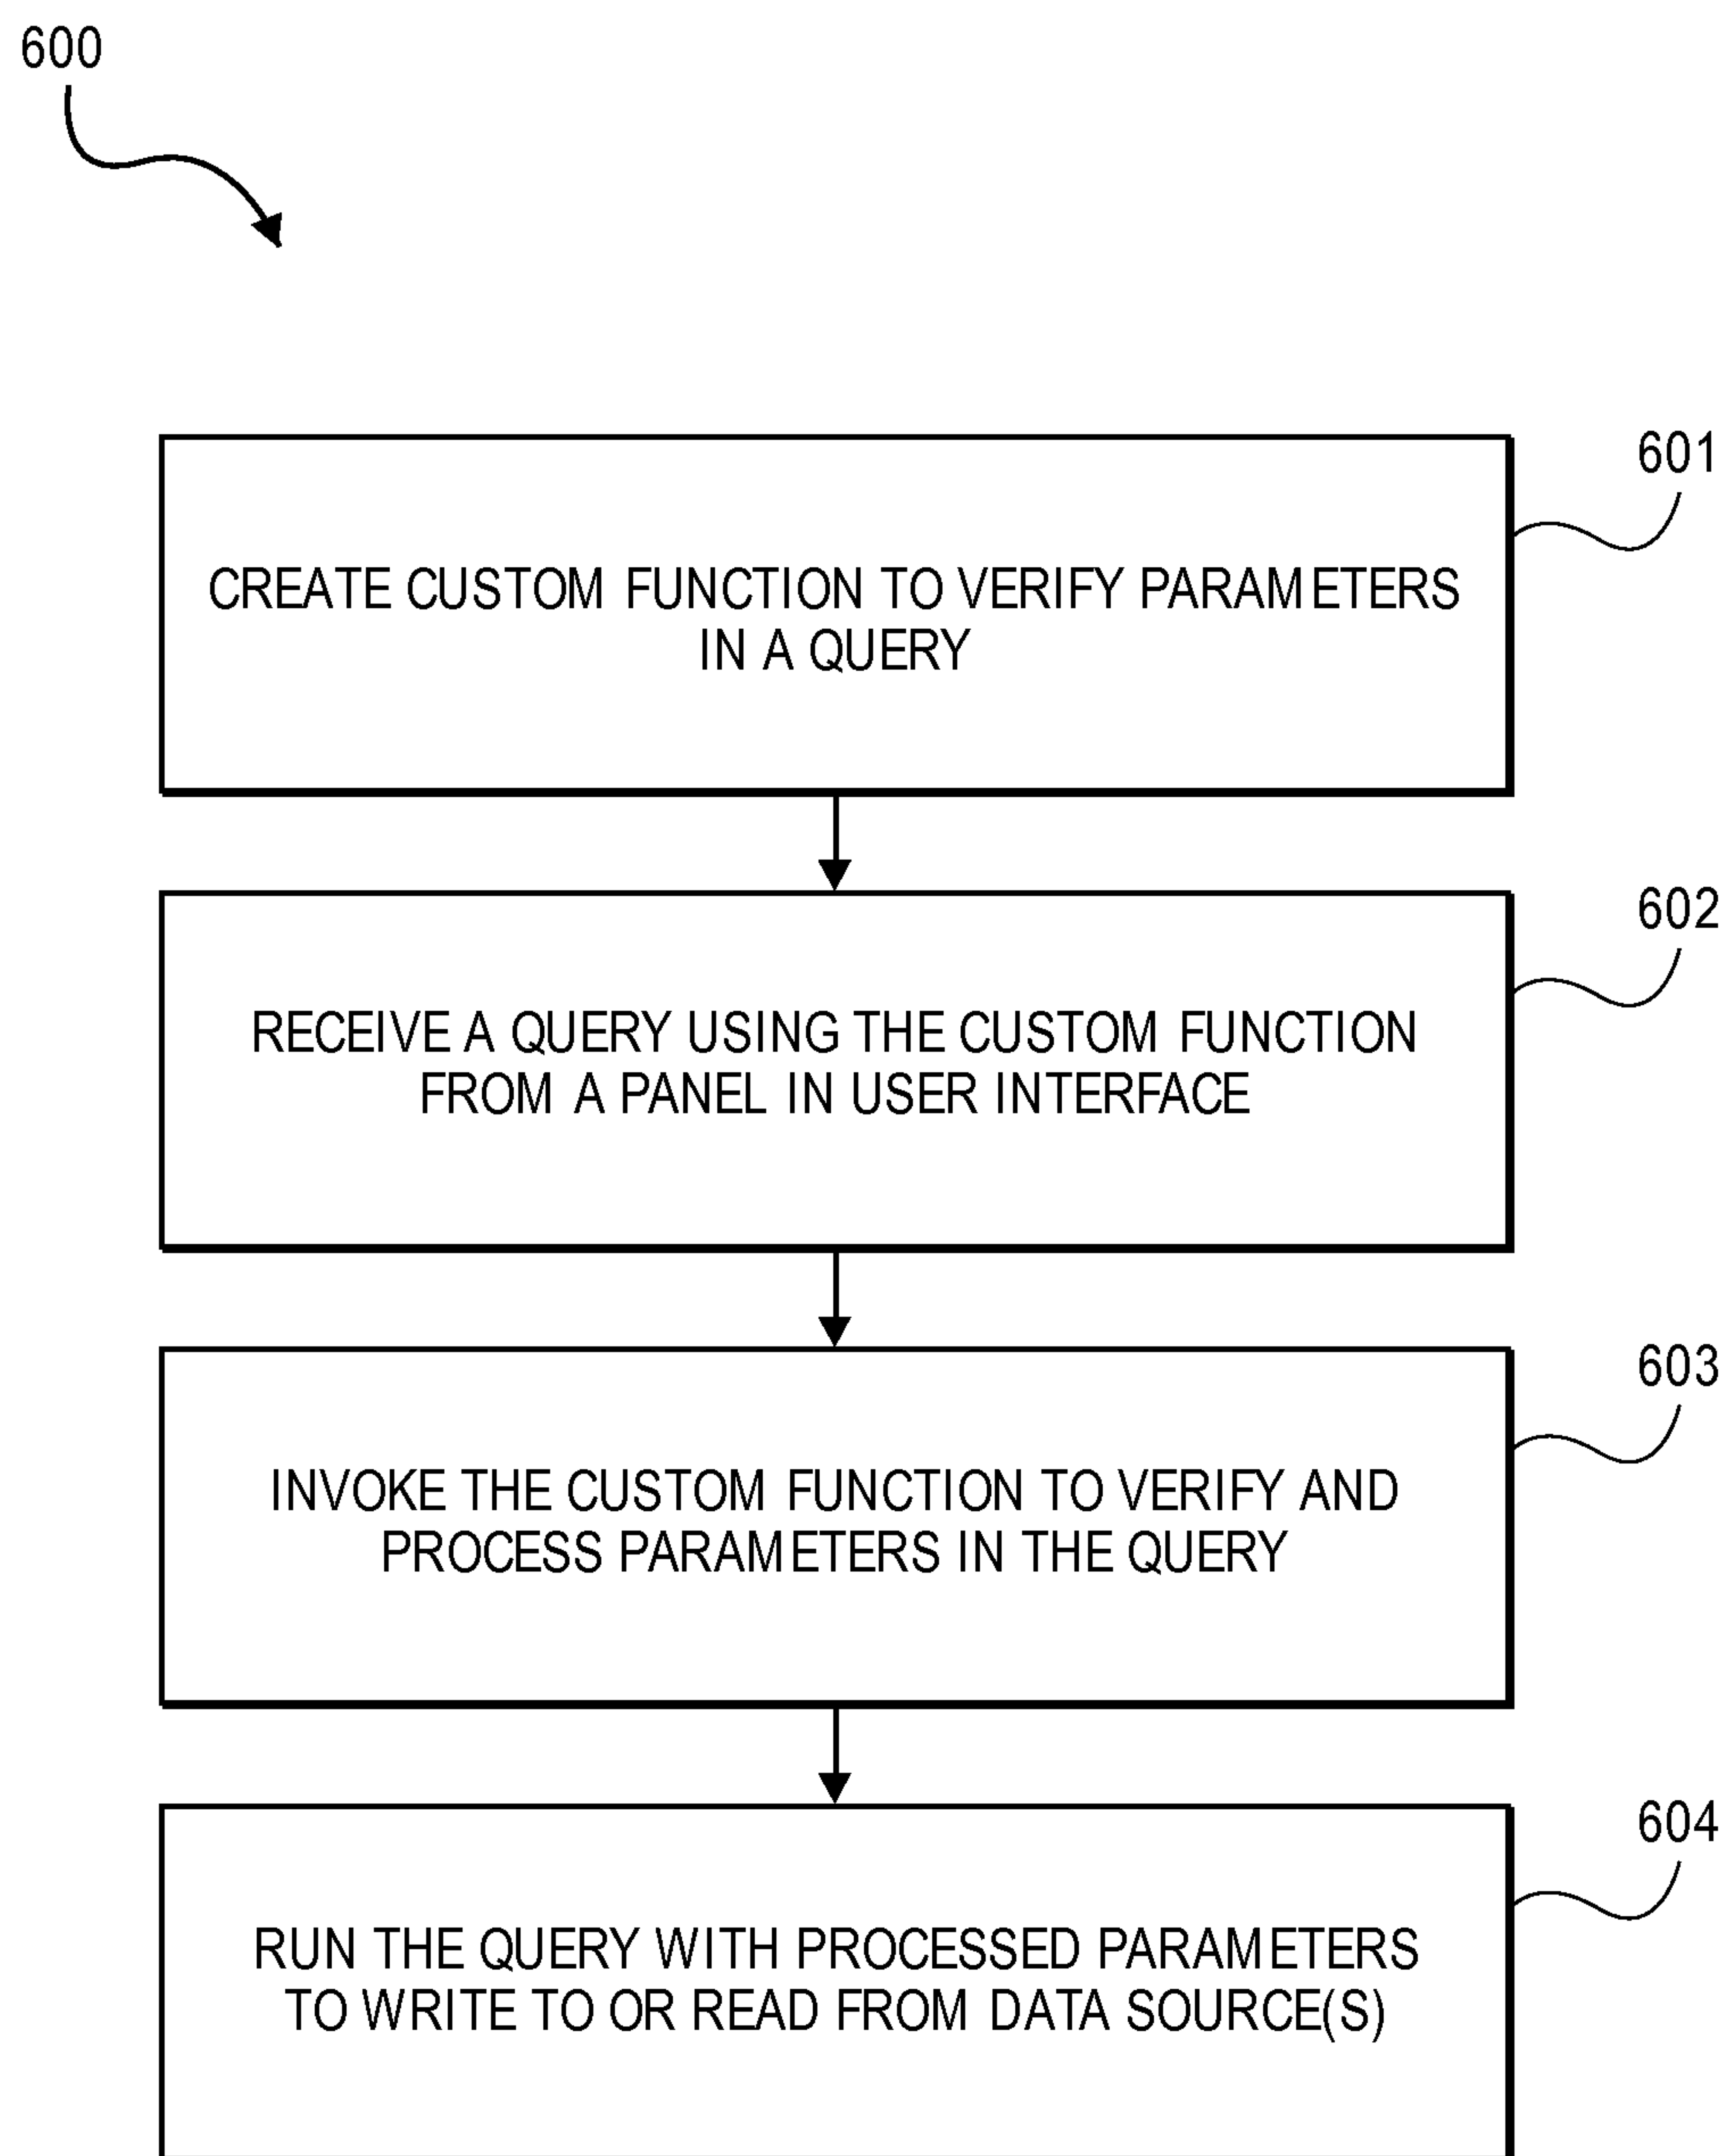 600
601
CREATE CUSTOM FUNCTION TO VERIFY PARAMETERS
IN A QUERY
602
RECEIVE A QUERY USING THE CUSTOM FUNCTION
FROM A PANEL IN USER INTERFACE
603
INVOKE THE CUSTOM FUNCTION TO VERIFY AND
PROCESS PARAMETERS IN THE QUERY
604
RUN THE QUERY WITH PROCESSED PARAMETERS
TO WRITE TO OR READ FROM DATA SOURCE(S)